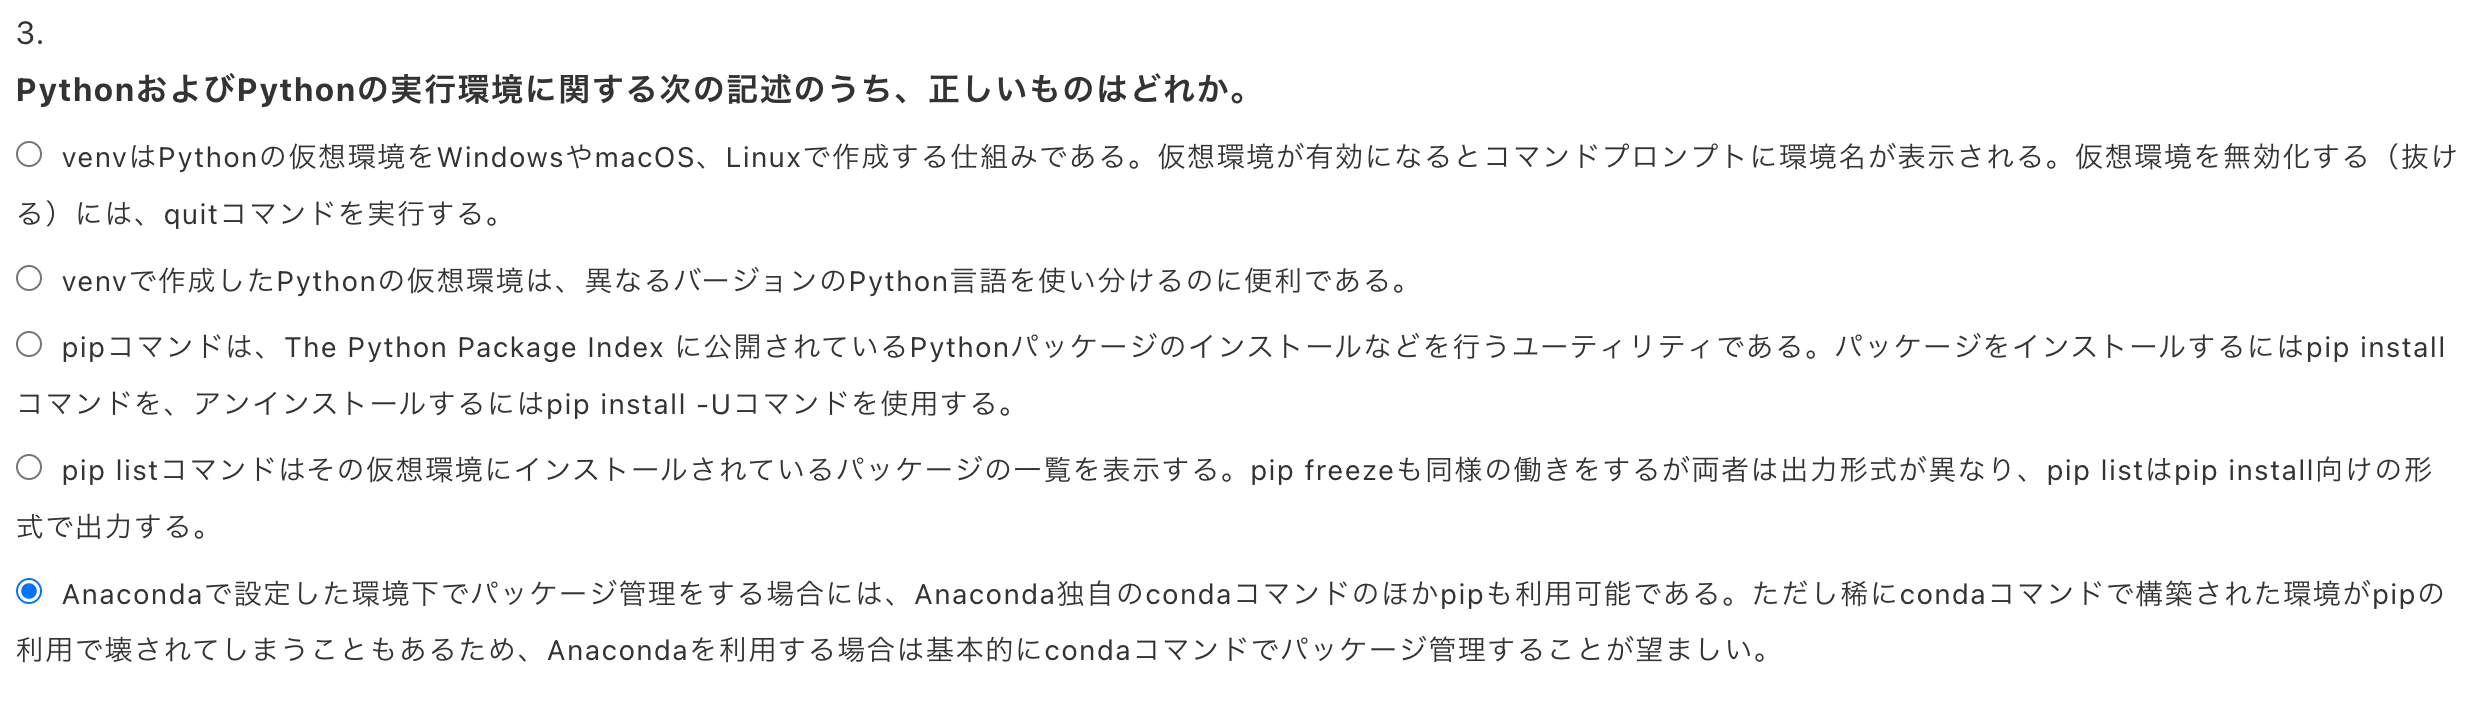 3.
PythonおよびPythonの実行環境に関する次の記述のうち、正しいものはどれか。
venvはPythonの仮想環境をWindowsやmacOS、Linuxで作成する仕組みである。仮想環境が有効になるとコマンドプロンプトに環境名が表示される。仮想環境を無効化する（抜け
る）には、quitコマンドを実行する。
venvで作成したPythonの仮想環境は、異なるバージョンのPython言語を使い分けるのに便利である。
pipコマンドは、The Python Package Index に公開されているPythonパッケージのインストールなどを行うユーティリティである。パッケージをインストールするにはpip install
コマンドを、アンインストールするにはpip install -Uコマンドを使用する。
pip listコマンドはその仮想環境にインストールされているパッケージの一覧を表示する。pip freezeも同様の働きをするが両者は出力形式が異なり、pip listはpip install向けの形
式で出力する。
Anacondaで設定した環境下でパッケージ管理をする場合には、Anaconda独自のcondaコマンドのほかpipも利用可能である。ただし稀にcondaコマンドで構築された環境がpipの
利用で壊されてしまうこともあるため、Anacondaを利用する場合は基本的にcondaコマンドでパッケージ管理することが望ましい。